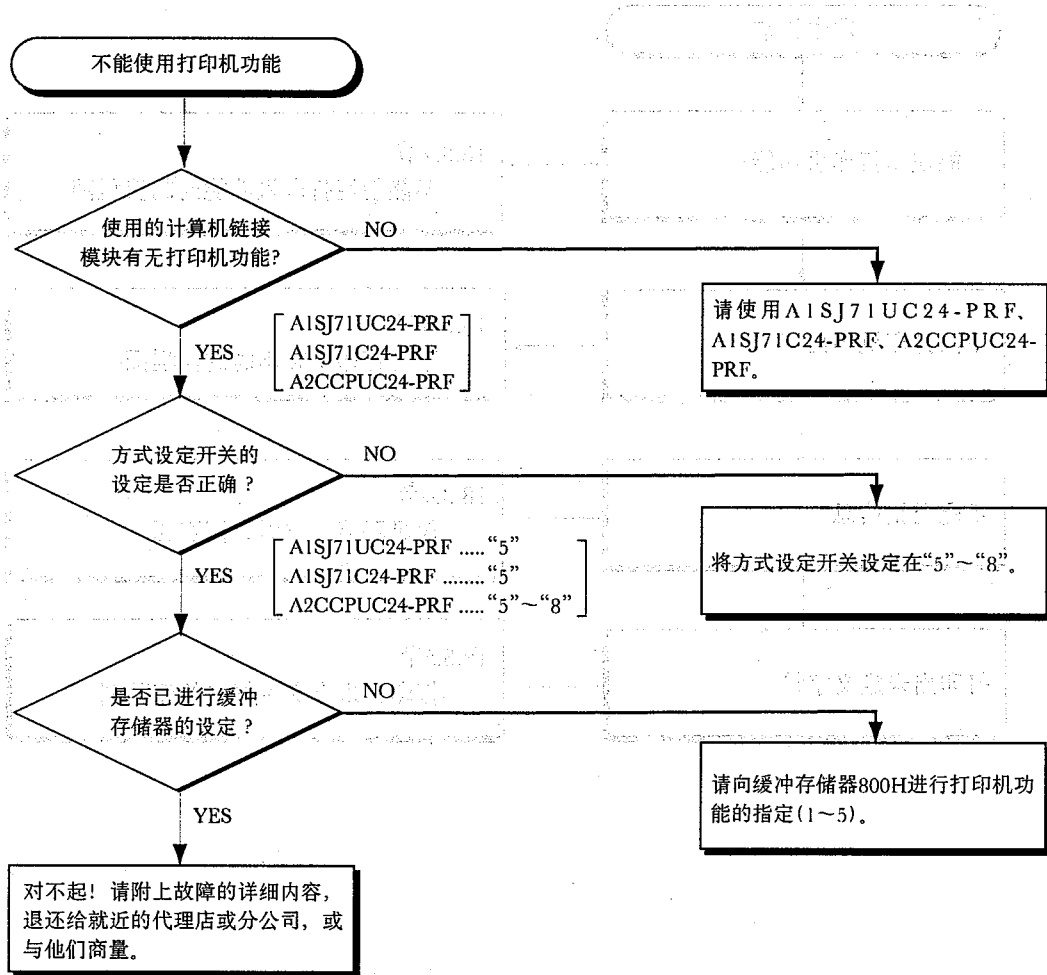 不能使用打印机功能
使用的计算机链接
模块有无打印机功能?
NO
请使用A1SJ71UC24-PRF、
A1SJ71C24-PRF、A2CCPUC24-
PRF。
YES
A1SJ71UC24-PRF
A1SJ71C24-PRF
A2CCPUC24-PRF
方式设定开关的
设定是否正确?
NO
将方式设定开关设定在“5”~“8”。
YES
A1SJ71UC24-PRF ..... “5”
A1SJ71C24-PRF ........ “5”
A2CCPUC24-PRF ..... “5”~“8”
是否已进行缓冲
存储器的设定?
NO
请向缓冲存储器800H进行打印机功
能的指定(1~5)。
YES
对不起! 请附上故障的详细内容,
退还给就近的代理店或分公司, 或
与他们商量。